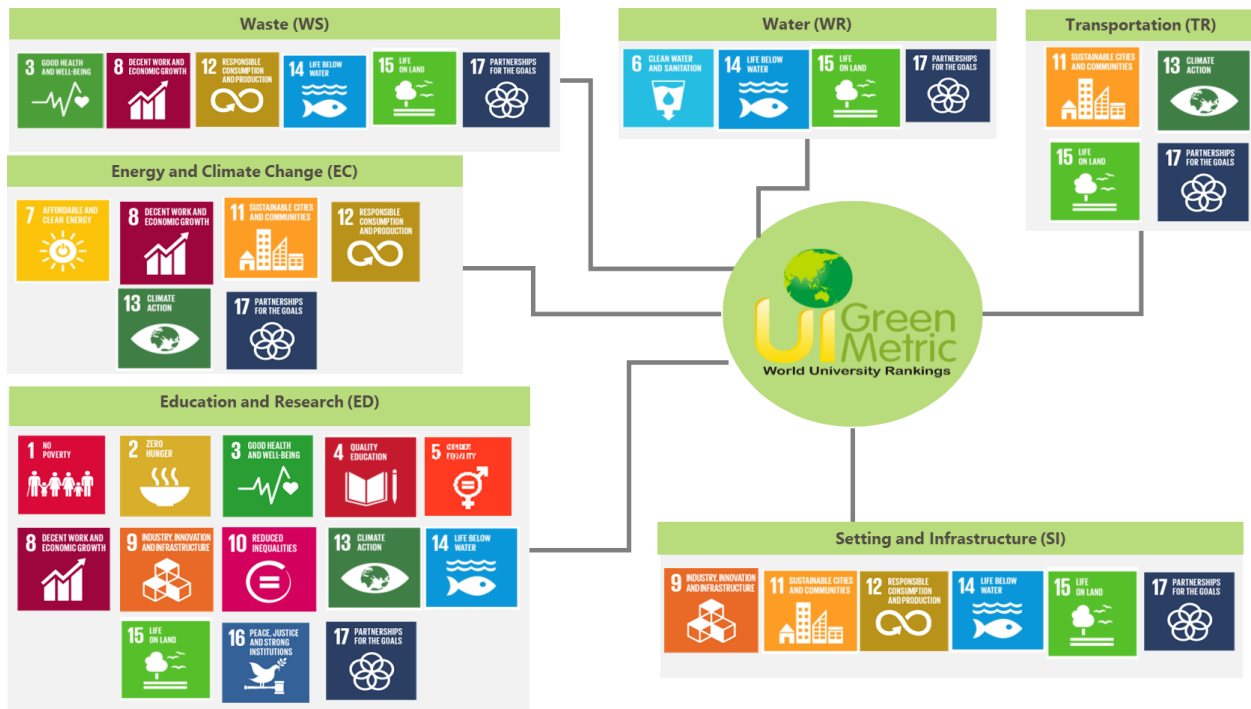 Waste (WS)
3 GOOD HEALTH
AND WELL-BEING
8 DECENT WORK AND
ECONOMIC GROWTH
12 RESPONSIBLE
CONSUMPTION
AND PRODUCTION
14 LIFE BELOW
WATER
15 LIFE
ON LAND
17 PARTNERSHIPS
FOR THE GOALS
Water (WR)
6 CLEAN WATER
AND SANITATION
14 LIFE BELOW
WATER
15 LIFE
ON LAND
17 PARTNERSHIPS
FOR THE GOALS
Transportation (TR)
11 SUSTAINABLE CITIES
AND COMMUNITIES
13 CLIMATE
ACTION
15 LIFE
ON LAND
17 PARTNERSHIPS
FOR THE GOALS
Energy and Climate Change (EC)
7 AFFORDABLE AND
CLEAN ENERGY
8 DECENT WORK AND
ECONOMIC GROWTH
11 SUSTAINABLE CITIES
AND COMMUNITIES
12 RESPONSIBLE
CONSUMPTION
AND PRODUCTION
13 CLIMATE
ACTION
17 PARTNERSHIPS
FOR THE GOALS
UI Green
Metric
World University Rankings
Education and Research (ED)
1 NO
POVERTY
2 ZERO
HUNGER
3 GOOD HEALTH
AND WELL-BEING
4 QUALITY
EDUCATION
5 GENDER
EQUALITY
8 DECENT WORK AND
ECONOMIC GROWTH
9 INDUSTRY, INNOVATION
AND INFRASTRUCTURE
10 REDUCED
INEQUALITIES
13 CLIMATE
ACTION
14 LIFE BELOW
WATER
15 LIFE
ON LAND
16 PEACE, JUSTICE
AND STRONG
INSTITUTIONS
17 PARTNERSHIPS
FOR THE GOALS
Setting and Infrastructure (SI)
9 INDUSTRY, INNOVATION
AND INFRASTRUCTURE
11 SUSTAINABLE CITIES
AND COMMUNITIES
12 RESPONSIBLE
CONSUMPTION
AND PRODUCTION
14 LIFE BELOW
WATER
15 LIFE
ON LAND
17 PARTNERSHIPS
FOR THE GOALS